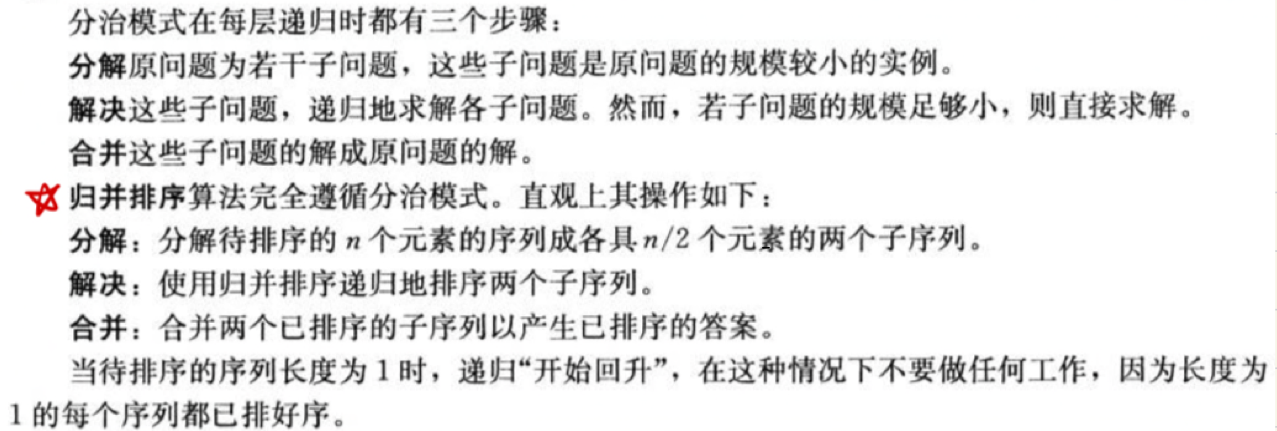 分治模式在每层递归时都有三个步骤：
分解原问题为若干子问题，这些子问题是原问题的规模较小的实例。
解决这些子问题，递归地求解各子问题。然而，若子问题的规模足够小，则直接求解。
合并这些子问题的解成原问题的解。
归并排序算法完全遵循分治模式。直观上其操作如下：
分解：分解待排序的 n 个元素的序列成各具 n/2 个元素的两个子序列。
解决：使用归并排序递归地排序两个子序列。
合并：合并两个已排序的子序列以产生已排序的答案。
当待排序的序列长度为 1 时，递归“开始回升”，在这种情况下不要做任何工作，因为长度为
1 的每个序列都已排好序。